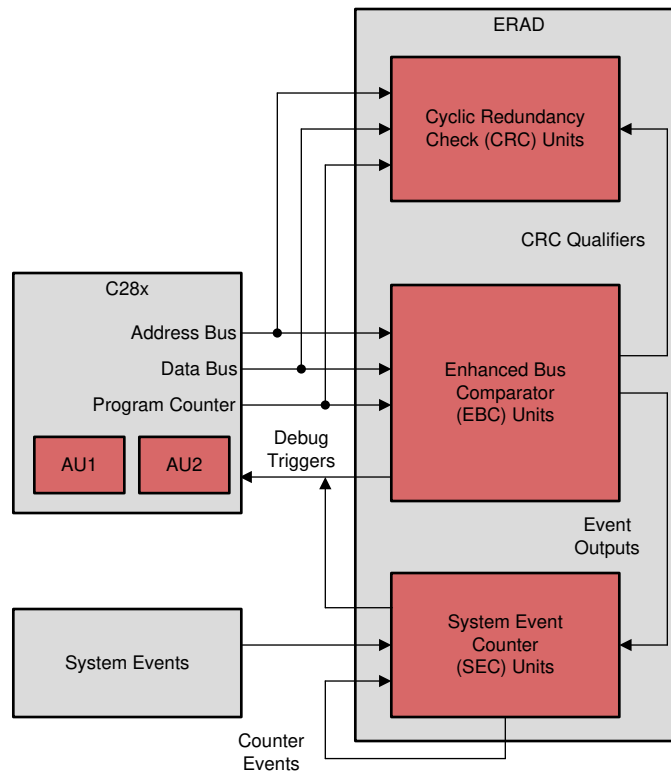 ERAD
Cyclic Redundancy
Check (CRC) Units
CRC Qualifiers
C28x
Address Bus
Data Bus
Program Counter
AU1
AU2
Enhanced Bus
Comparator
(EBC) Units
Debug
Triggers
Event
Outputs
System Events
System Event
Counter
(SEC) Units
Counter
Events